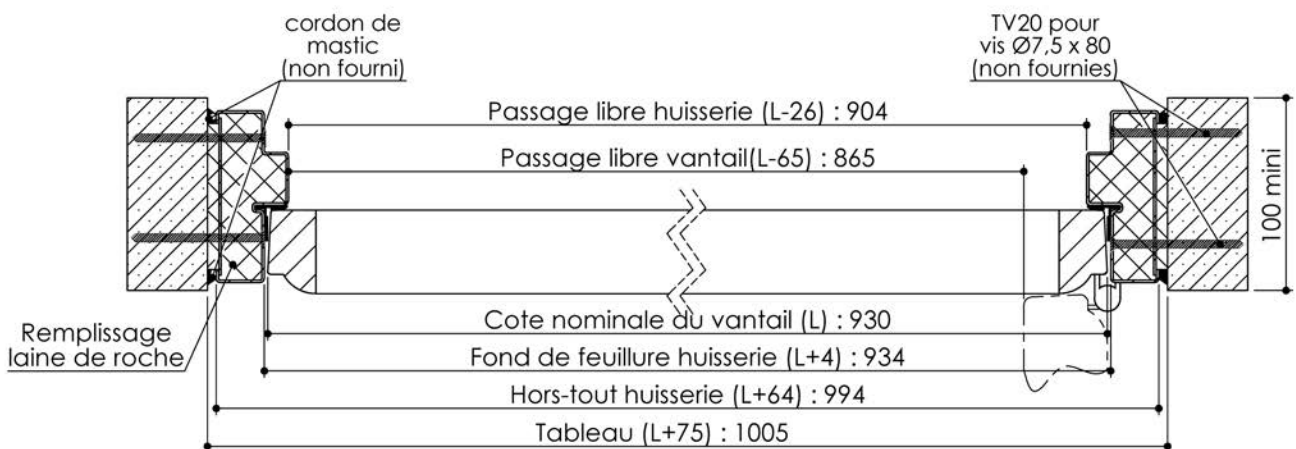 cordon de
mastic
(non fourni)
TV20 pour
vis Ø7,5 x 80
(non fournies)
Passage libre huisserie (L-26) : 904
Passage libre vantail(L-65) : 865
100 mini
Cote nominale du vantail (L) : 930
Remplissage
laine de roche
Fond de feuillure huisserie (L+4) : 934
Hors-tout huisserie (L+64) : 994
Tableau (L+75) : 1005